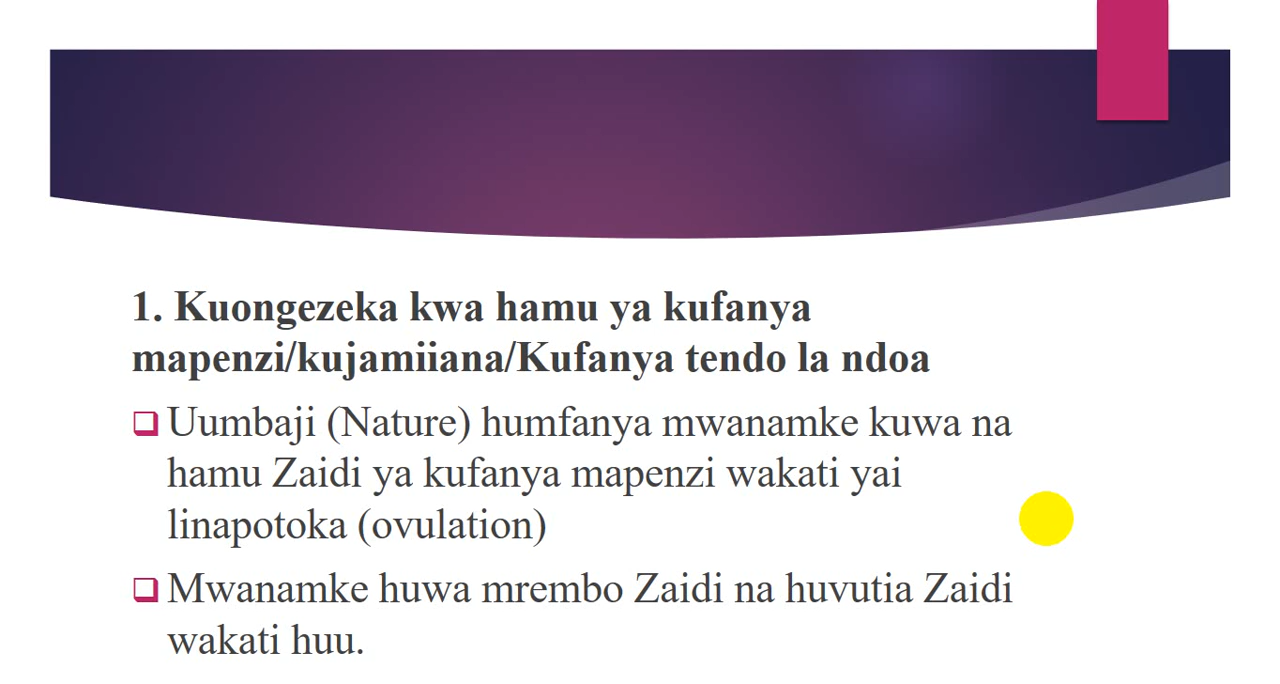 1. Kuongezeka kwa hamu ya kufanya
mapenzi/kujamiiana/Kufanya tendo la ndoa
Uumbaji (Nature) humfanya mwanamke kuwa na
hamu Zaidi ya kufanya mapenzi wakati yai
linapotoka (ovulation)
Mwanamke huwa mrembo Zaidi na huvutia Zaidi
wakati huu.